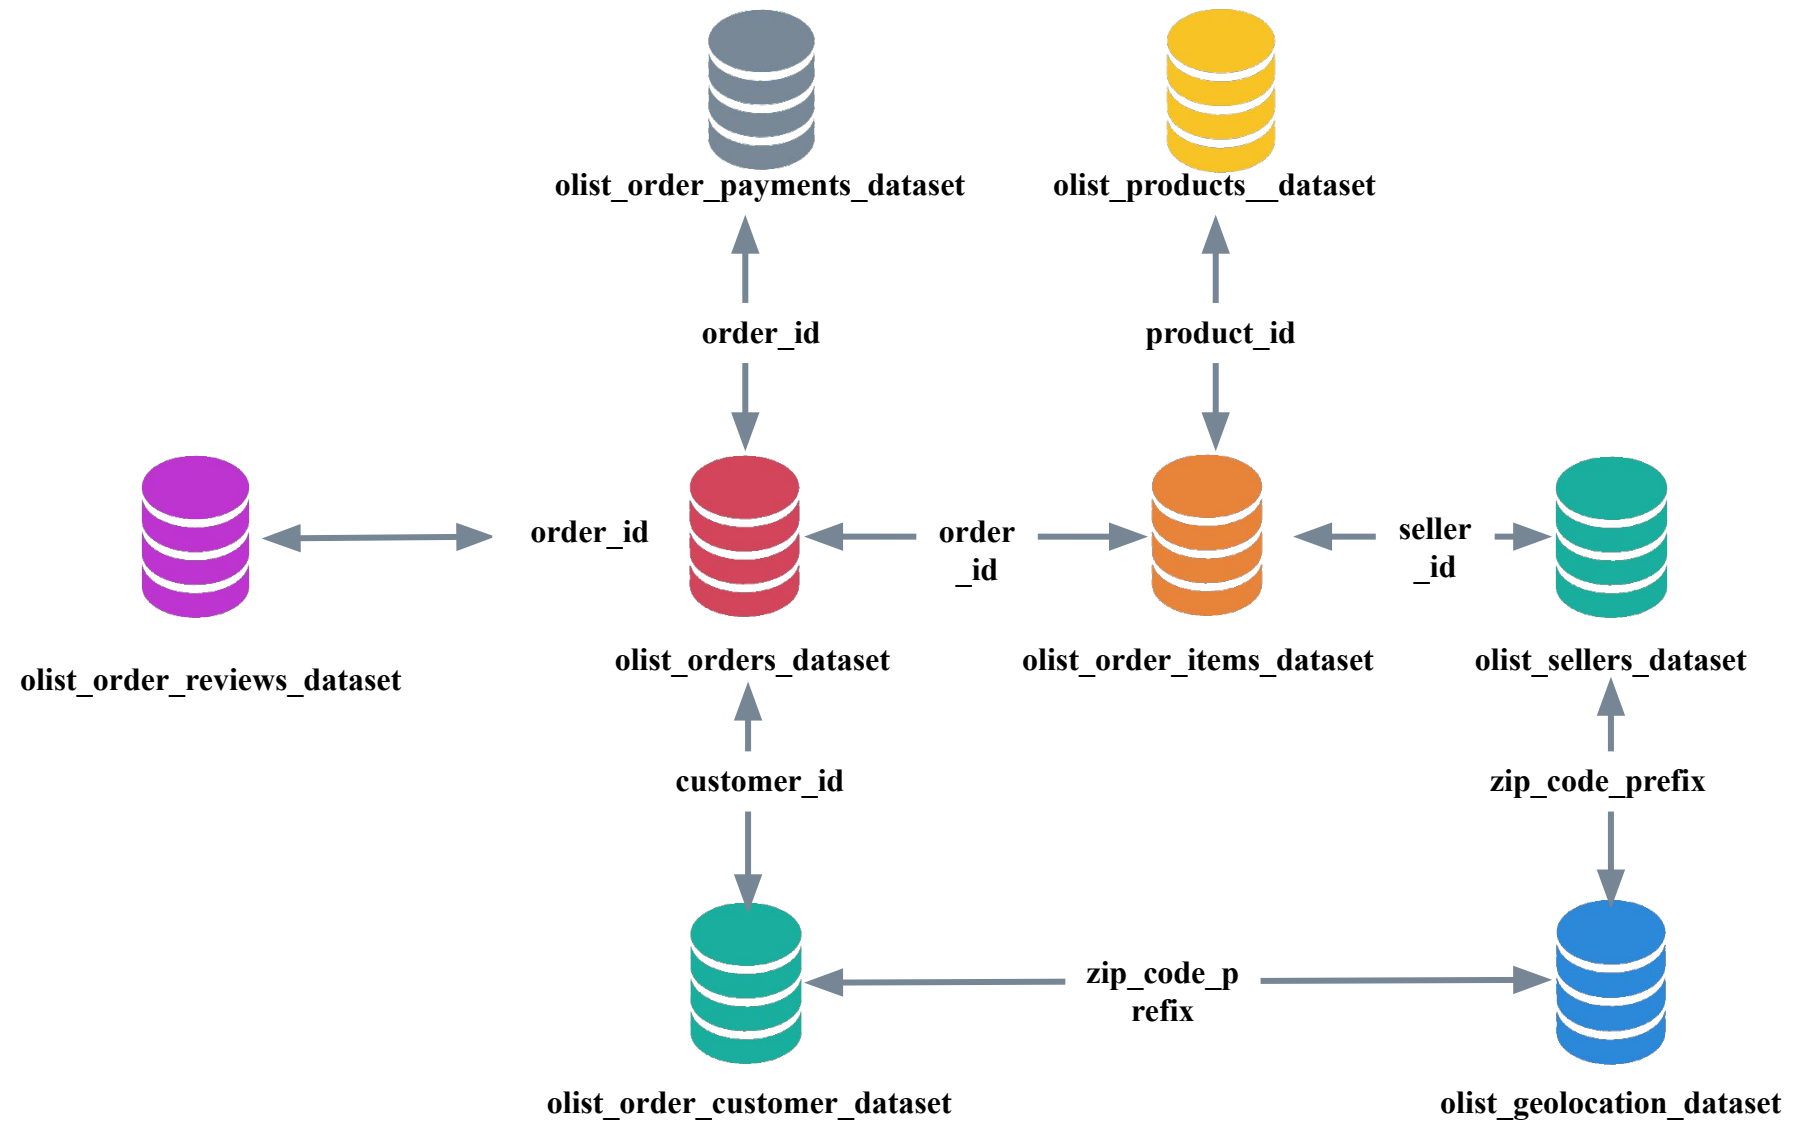 olist_order_payments_dataset
olist_products__dataset
order_id
product_id
order_id
order
_id
seller
_id
olist_order_reviews_dataset
olist_orders_dataset
olist_order_items_dataset
olist_sellers_dataset
customer_id
zip_code_prefix
zip_code_p
refix
olist_order_customer_dataset
olist_geolocation_dataset